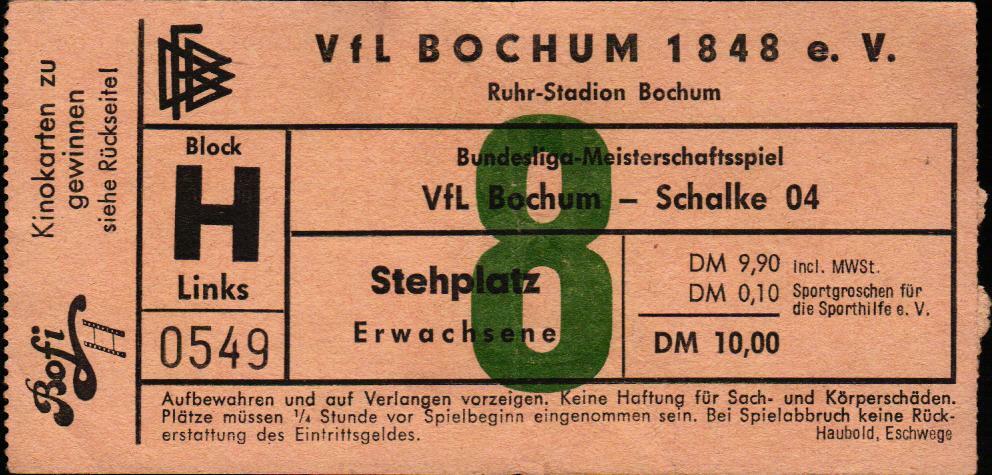 Kinokarten zu
gewinnen
siehe Rückseite!
Bofi
VfL BOCHUM 1848 e. V.
Ruhr-Stadion Bochum
Block
H
Links
0549
8
Bundesliga-Meisterschaftsspiel
VfL Bochum – Schalke 04
Stehplatz
Erwachsene
DM 9,90 incl. MWSt.
DM 0,10 Sportgroschen für
die Sporthilfe e. V.
DM 10,00
Aufbewahren und auf Verlangen vorzeigen. Keine Haftung für Sach- und Körperschäden.
Plätze müssen ¼ Stunde vor Spielbeginn eingenommen sein. Bei Spielabbruch keine Rück-
erstattung des Eintrittsgeldes.
Haubold, Eschwege